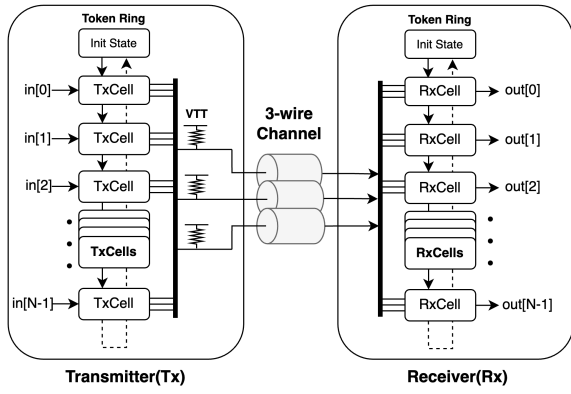 Token Ring
Init State
in[0]
TxCell
in[1]
TxCell
in[2]
TxCell
TxCells
in[N-1]
TxCell
VTT
3-wire
Channel
Token Ring
Init State
RxCell
out[0]
RxCell
out[1]
RxCell
out[2]
RxCells
RxCell
out[N-1]
Transmitter(Tx)
Receiver(Rx)